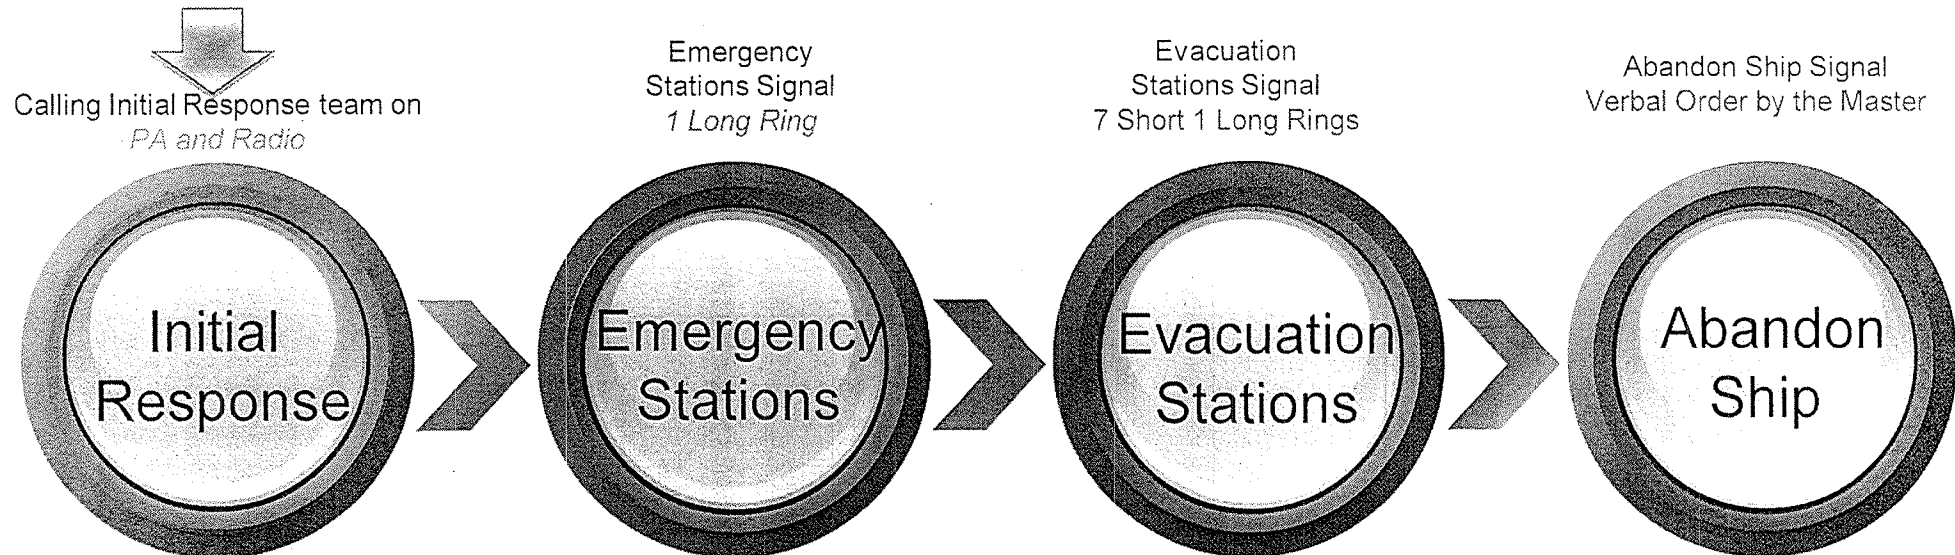 Calling Initial Response team on
PA and Radio
Emergency
Stations Signal
1 Long Ring
Evacuation
Stations Signal
7 Short 1 Long Rings
Abandon Ship Signal
Verbal Order by the Master
Initial
Response
Emergency
Stations
Evacuation
Stations
Abandon
Ship